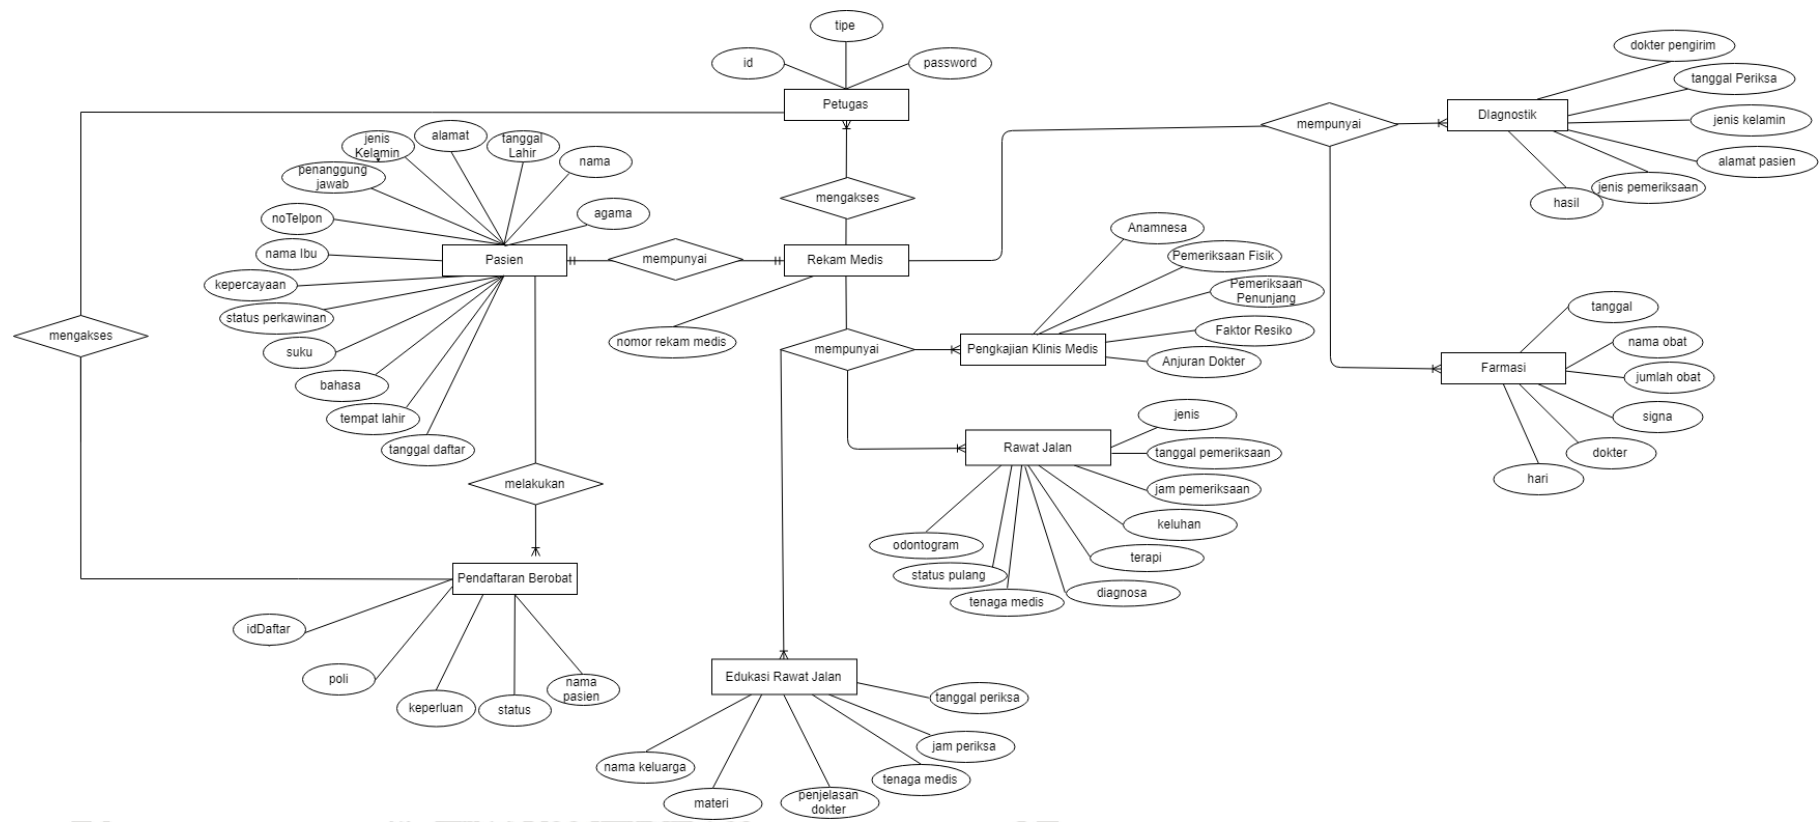 tipe
id
password
Petugas
dokter pengirim
tanggal Periksa
DIagnostik
jenis kelamin
alamat pasien
jenis pemeriksaan
hasil
mempunyai
jenis
Kelamin
alamat
tanggal
Lahir
nama
penanggung
jawab
agama
noTelpon
nama Ibu
kepercayaan
status perkawinan
suku
bahasa
tempat lahir
tanggal daftar
Pasien
mempunyai
mengakses
Rekam Medis
nomor rekam medis
mengakses
melakukan
mempunyai
Anamnesa
Pemeriksaan Fisik
Pemeriksaan
Penunjang
Faktor Resiko
Anjuran Dokter
Pengkajian Klinis Medis
tanggal
nama obat
jumlah obat
signa
dokter
hari
Farmasi
Rawat Jalan
jenis
tanggal pemeriksaan
jam pemeriksaan
keluhan
terapi
diagnosa
tenaga medis
status pulang
odontogram
Pendaftaran Berobat
idDaftar
poli
keperluan
status
nama
pasien
Edukasi Rawat Jalan
tanggal periksa
jam periksa
tenaga medis
penjelasan
dokter
materi
nama keluarga